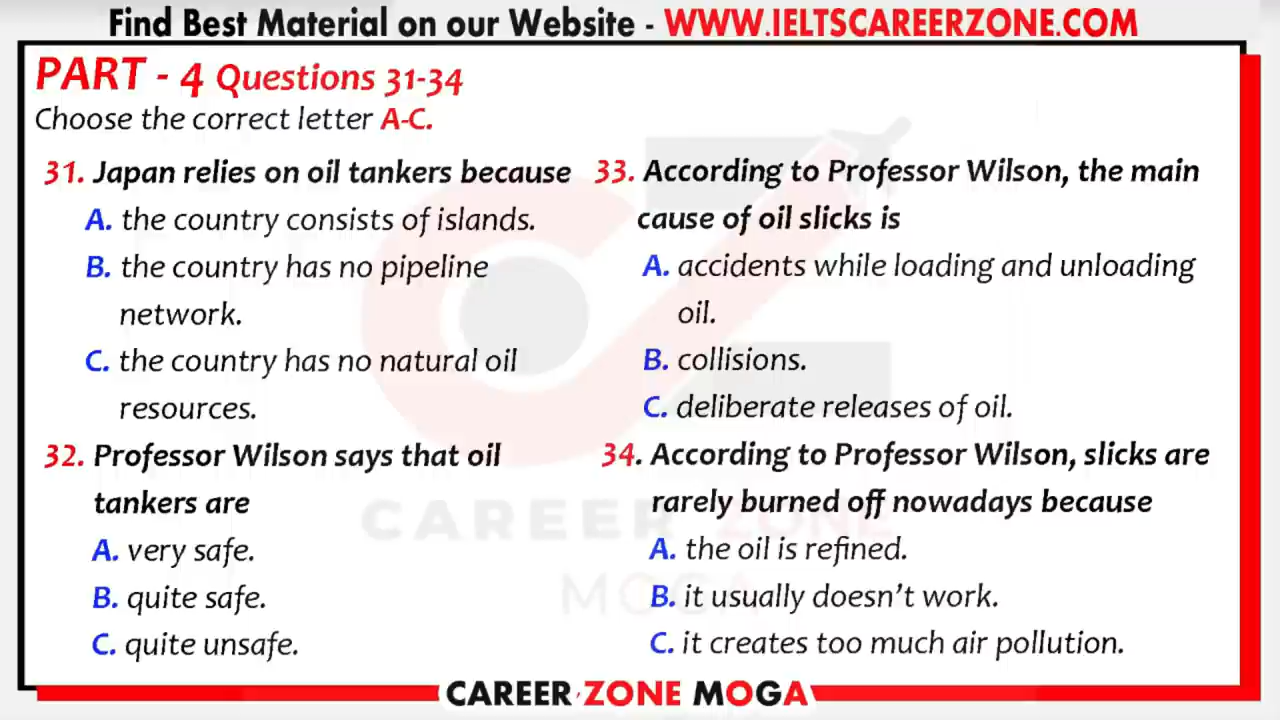 Find Best Material on our Website - WWW.IELTSCAREERZONE.COM
PART - 4 Questions 31-34
Choose the correct letter A-C.
31. Japan relies on oil tankers because
A. the country consists of islands.
B. the country has no pipeline
network.
C. the country has no natural oil
resources.
32. Professor Wilson says that oil
tankers are
A. very safe.
B. quite safe.
C. quite unsafe.
33. According to Professor Wilson, the main
cause of oil slicks is
A. accidents while loading and unloading
oil.
B. collisions.
C. deliberate releases of oil.
34. According to Professor Wilson, slicks are
rarely burned off nowadays because
A. the oil is refined.
B. it usually doesn’t work.
C. it creates too much air pollution.
CAREER ZONE
MOGA
CAREER ZONE MOGA